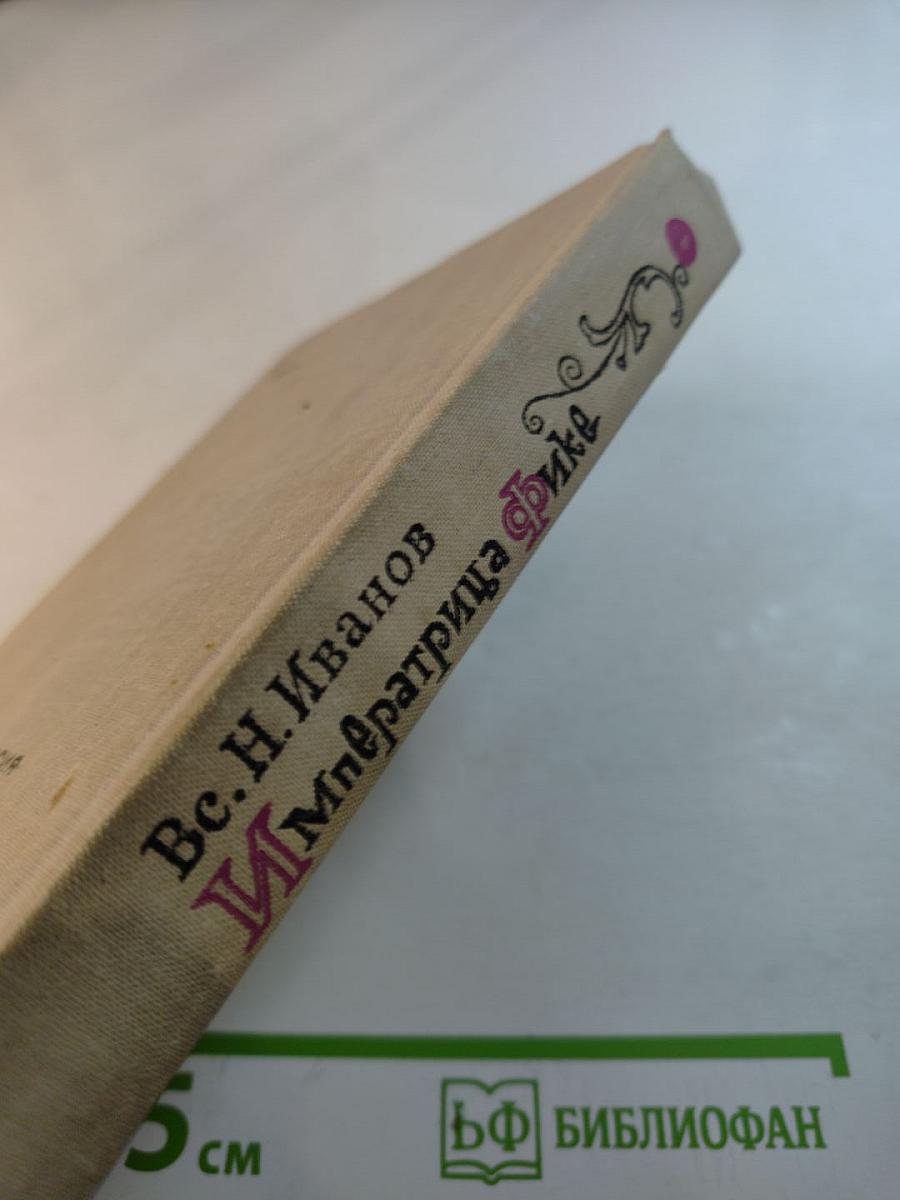 Вс. Н. Иванов
Императрица Фике
5 см
ЬФ БИБЛИОФАН